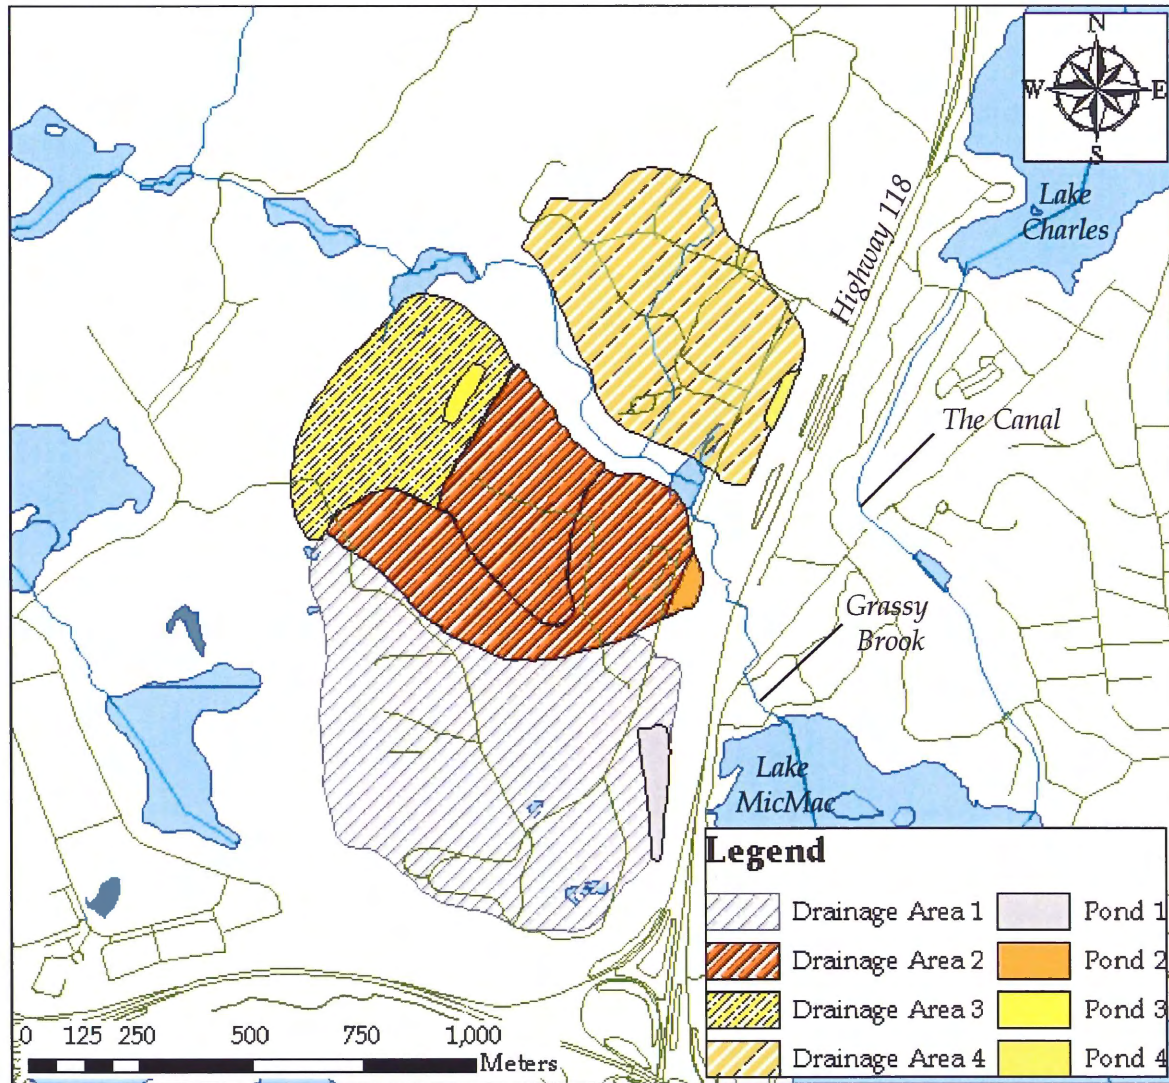 N
W E
S
Lake
Charles
Highway 118
The Canal
Grassy
Brook
Lake
MicMac
Legend
Drainage Area 1 Pond 1
Drainage Area 2 Pond 2
Drainage Area 3 Pond 3
Drainage Area 4 Pond 4
0 125 250 500 750 1,000
Meters